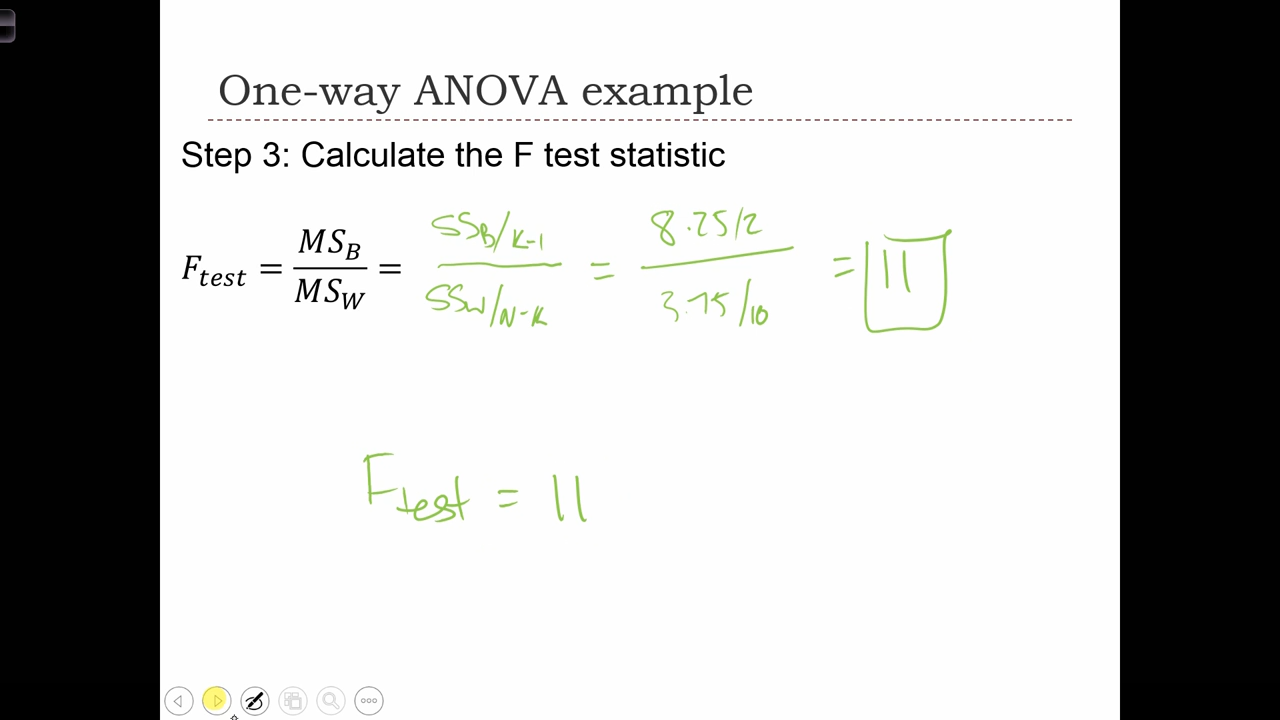 One-way ANOVA example
Step 3: Calculate the F test statistic
F_test = MS_B / MS_W = (SS_B/K-1) / (SS_W/N-K) = (8.25/2) / (3.75/10) = 11
F_test = 11